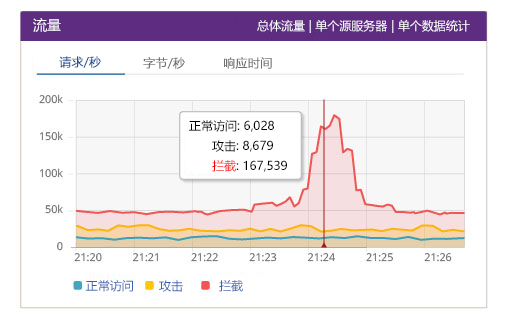 流量
总体流量 | 单个源服务器 | 单个数据统计
请求/秒 字节/秒 响应时间
200k
150k
100k
50k
0
正常访问: 6,028
攻击: 8,679
拦截: 167,539
21:20 21:21 21:22 21:23 21:24 21:25 21:26
正常访问 攻击 拦截